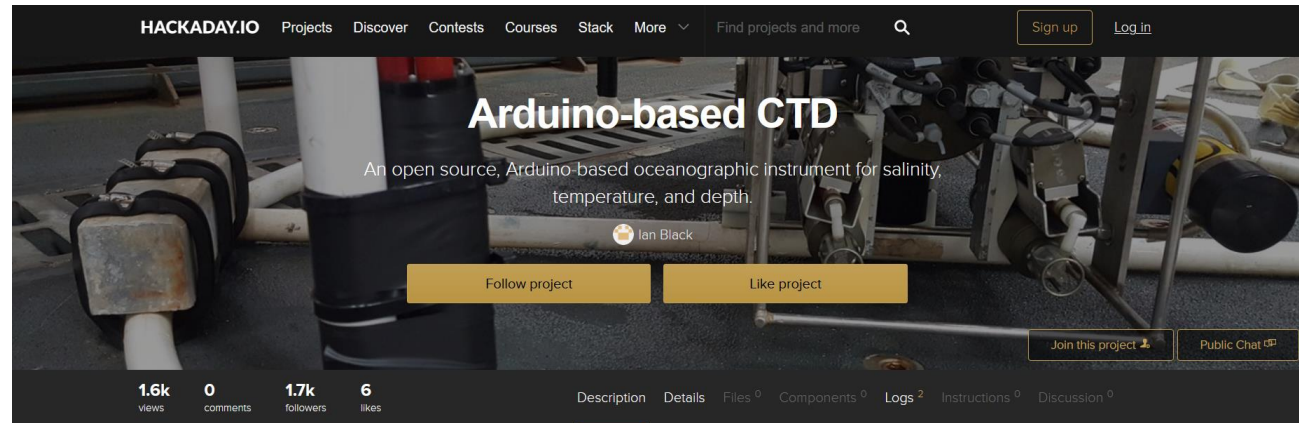 HACKADAY.IO Projects Discover Contests Courses Stack More Find projects and more Sign up Log in
Arduino-based CTD
An open source, Arduino-based oceanographic instrument for salinity,
temperature, and depth.
Ian Black
Follow project Like project
Join this project Public Chat
1.6k 0 1.7k 6
views comments followers likes
Description Details Files 0 Components 0 Logs 2 Instructions 0 Discussion 0